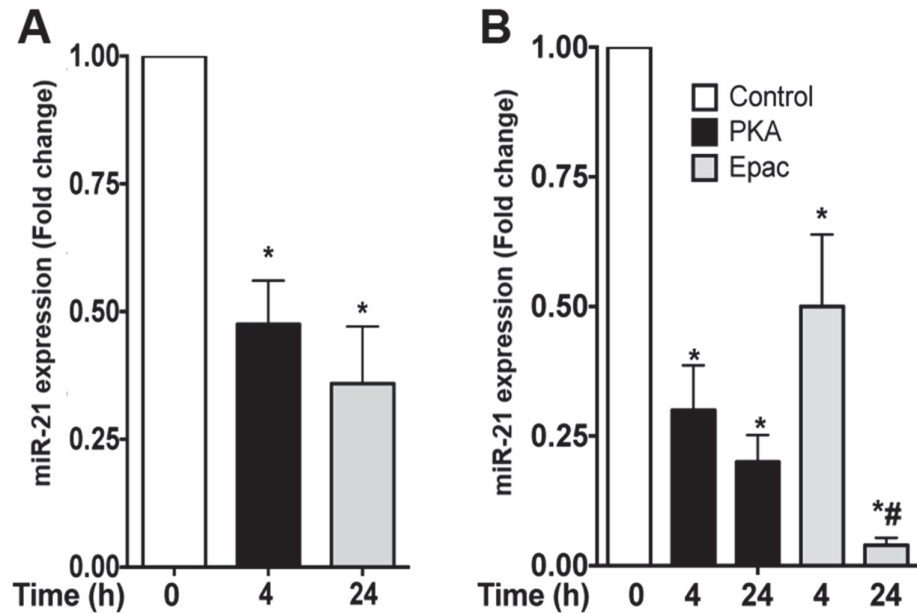 A
miR-21 expression (Fold change)
1.00
0.75
0.50
0.25
0.00
*
*
Time (h) 0 4 24
B
miR-21 expression (Fold change)
1.00
0.75
0.50
0.25
0.00
Control
PKA
Epac
*
*
*
*#
Time (h) 0 4 24 4 24